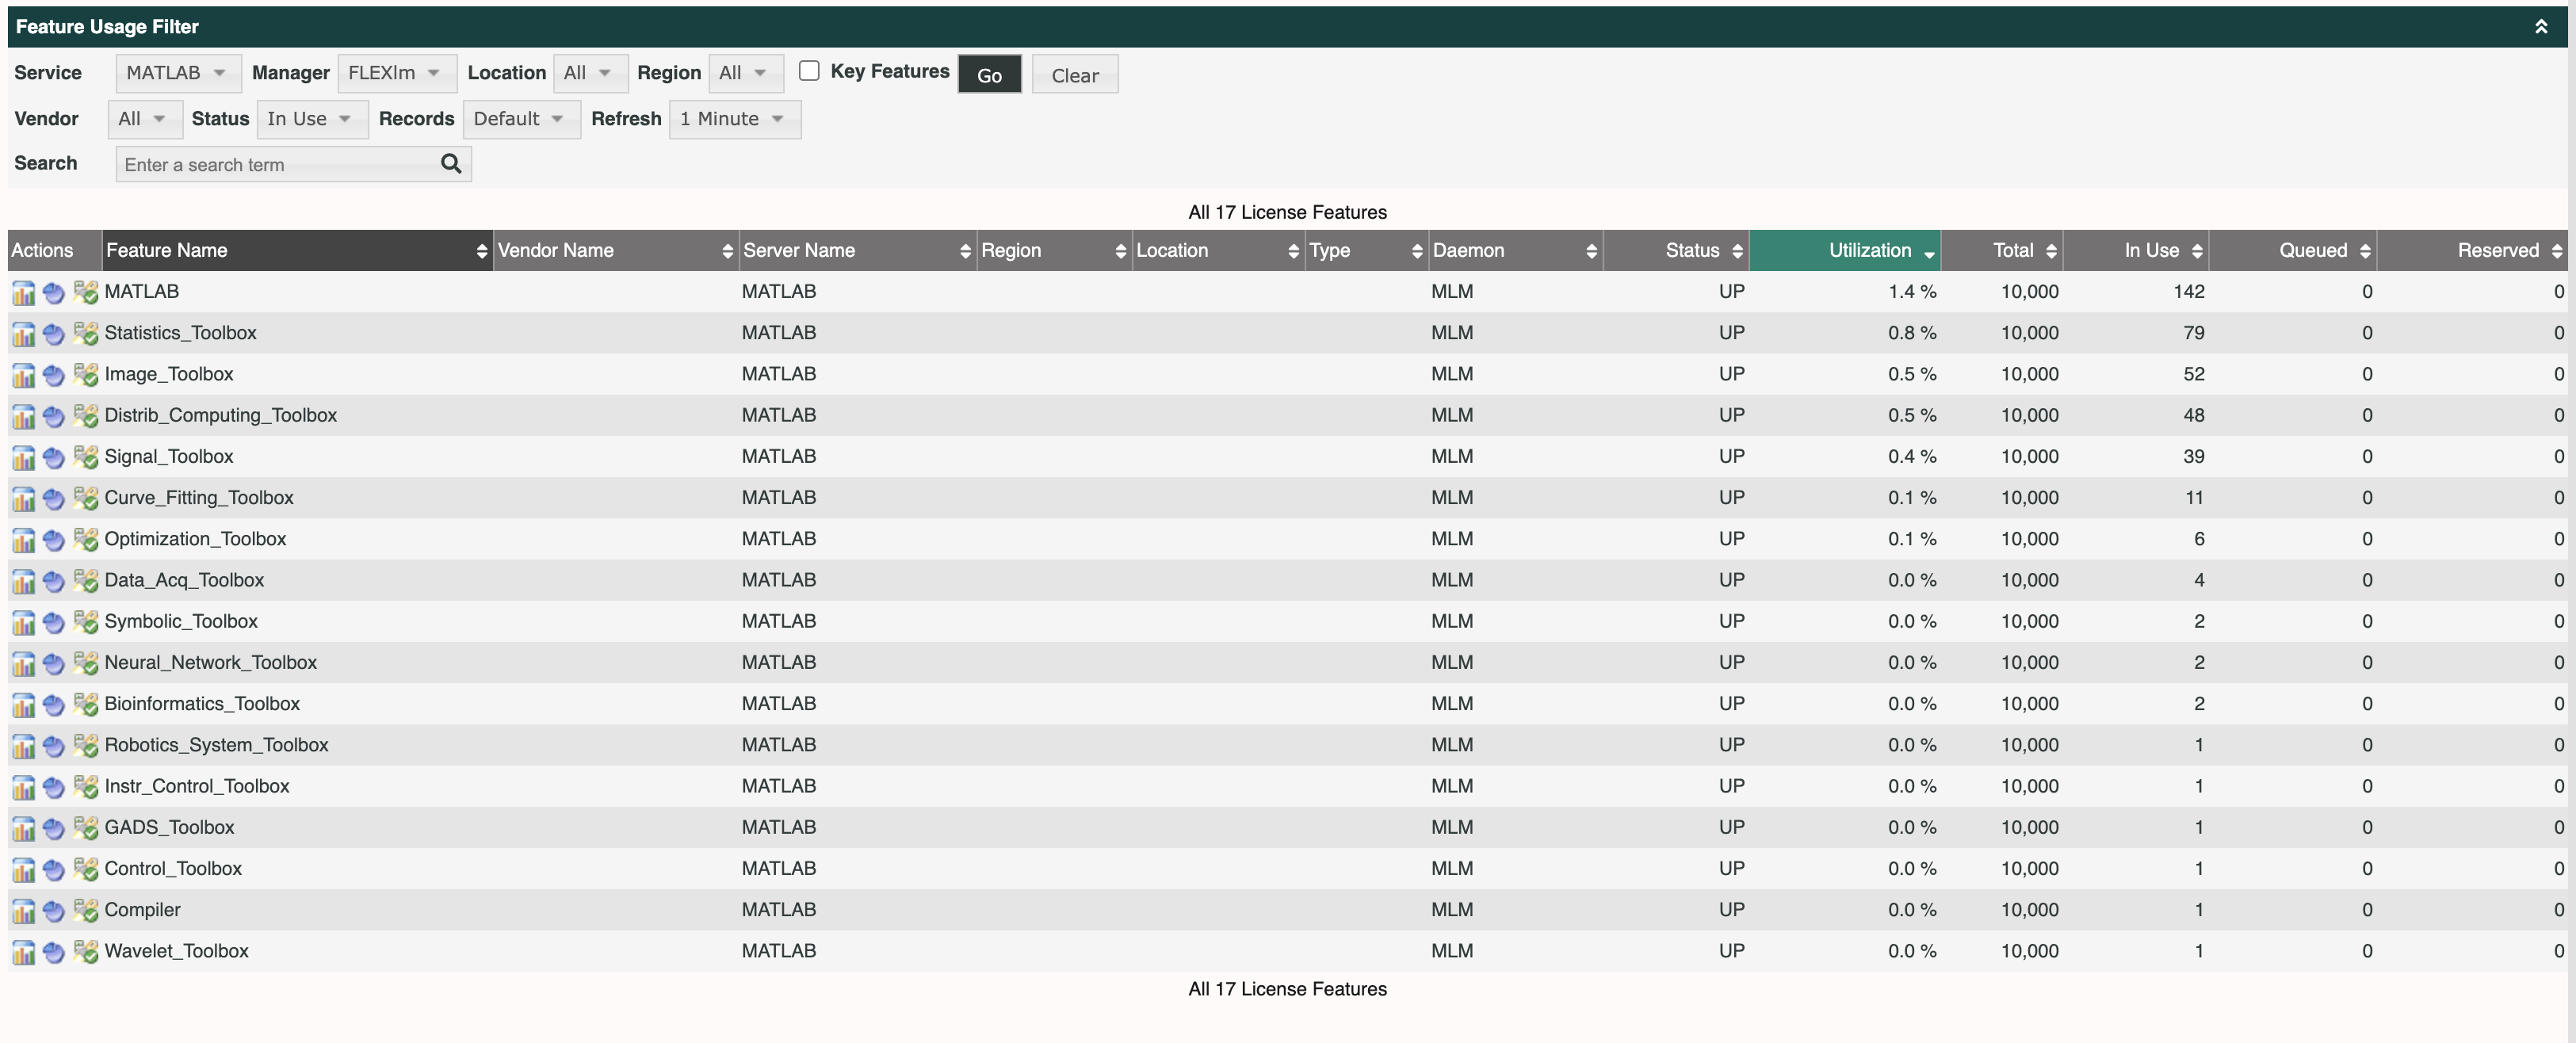 Feature Usage Filter
Service MATLAB Manager FLEXlm Location All Region All Key Features Go Clear
Vendor All Status In Use Records Default Refresh 1 Minute
Search Enter a search term
All 17 License Features
Actions Feature Name Vendor Name Server Name Region Location Type Daemon Status Utilization Total In Use Queued Reserved
MATLAB MATLAB MLM UP 1.4 % 10,000 142 0 0
Statistics_Toolbox MATLAB MLM UP 0.8 % 10,000 79 0 0
Image_Toolbox MATLAB MLM UP 0.5 % 10,000 52 0 0
Distrib_Computing_Toolbox MATLAB MLM UP 0.5 % 10,000 48 0 0
Signal_Toolbox MATLAB MLM UP 0.4 % 10,000 39 0 0
Curve_Fitting_Toolbox MATLAB MLM UP 0.1 % 10,000 11 0 0
Optimization_Toolbox MATLAB MLM UP 0.1 % 10,000 6 0 0
Data_Acq_Toolbox MATLAB MLM UP 0.0 % 10,000 4 0 0
Symbolic_Toolbox MATLAB MLM UP 0.0 % 10,000 2 0 0
Neural_Network_Toolbox MATLAB MLM UP 0.0 % 10,000 2 0 0
Bioinformatics_Toolbox MATLAB MLM UP 0.0 % 10,000 2 0 0
Robotics_System_Toolbox MATLAB MLM UP 0.0 % 10,000 1 0 0
Instr_Control_Toolbox MATLAB MLM UP 0.0 % 10,000 1 0 0
GADS_Toolbox MATLAB MLM UP 0.0 % 10,000 1 0 0
Control_Toolbox MATLAB MLM UP 0.0 % 10,000 1 0 0
Compiler MATLAB MLM UP 0.0 % 10,000 1 0 0
Wavelet_Toolbox MATLAB MLM UP 0.0 % 10,000 1 0 0
All 17 License Features